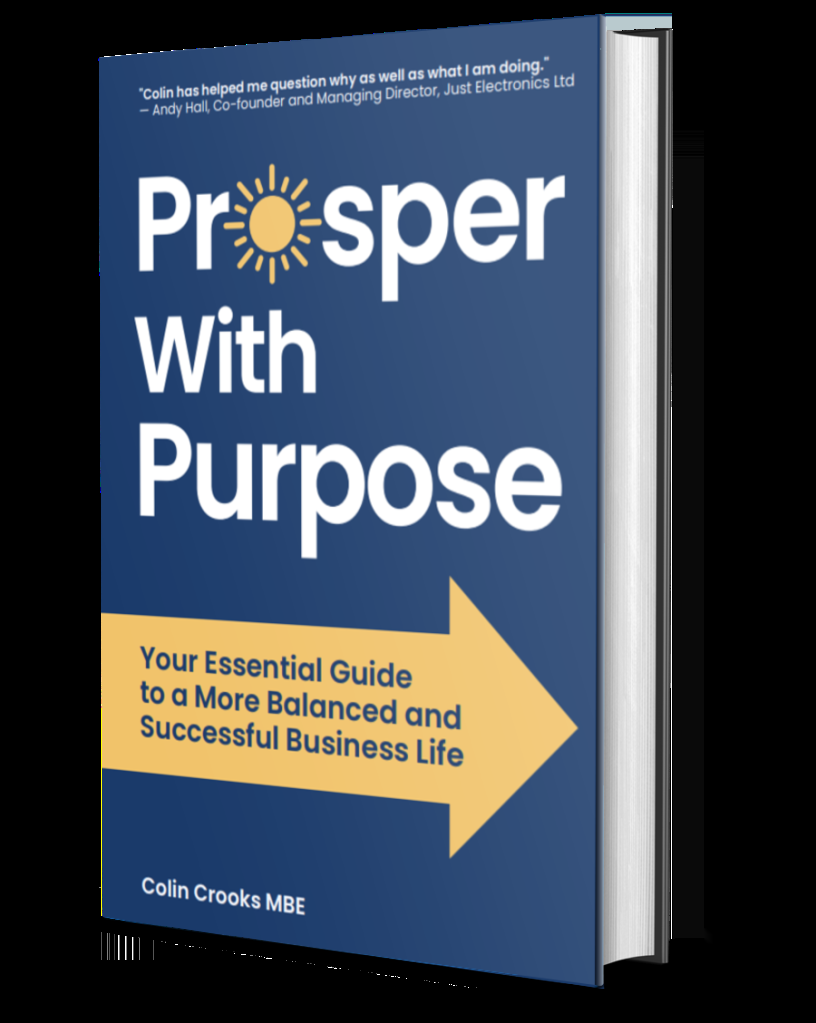 "Colin has helped me question why as well as what I am doing."
— Andy Hall, Co-founder and Managing Director, Just Electronics Ltd
Prosper
With
Purpose
Your Essential Guide
to a More Balanced and
Successful Business Life
Colin Crooks MBE